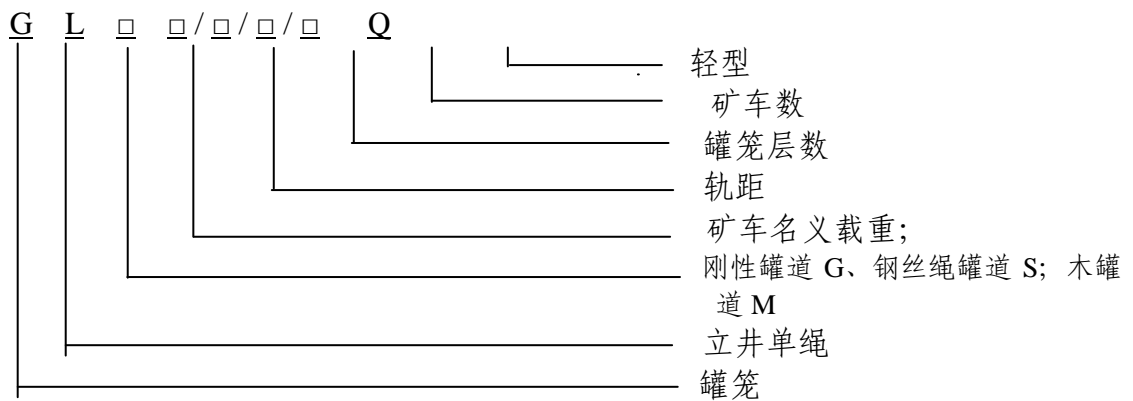 G L □ □/□/□/□ Q
轻型
矿车数
罐笼层数
轨距
矿车名义载重;
刚性罐道 G、钢丝绳罐道 S; 木罐
道 M
立井单绳
罐笼